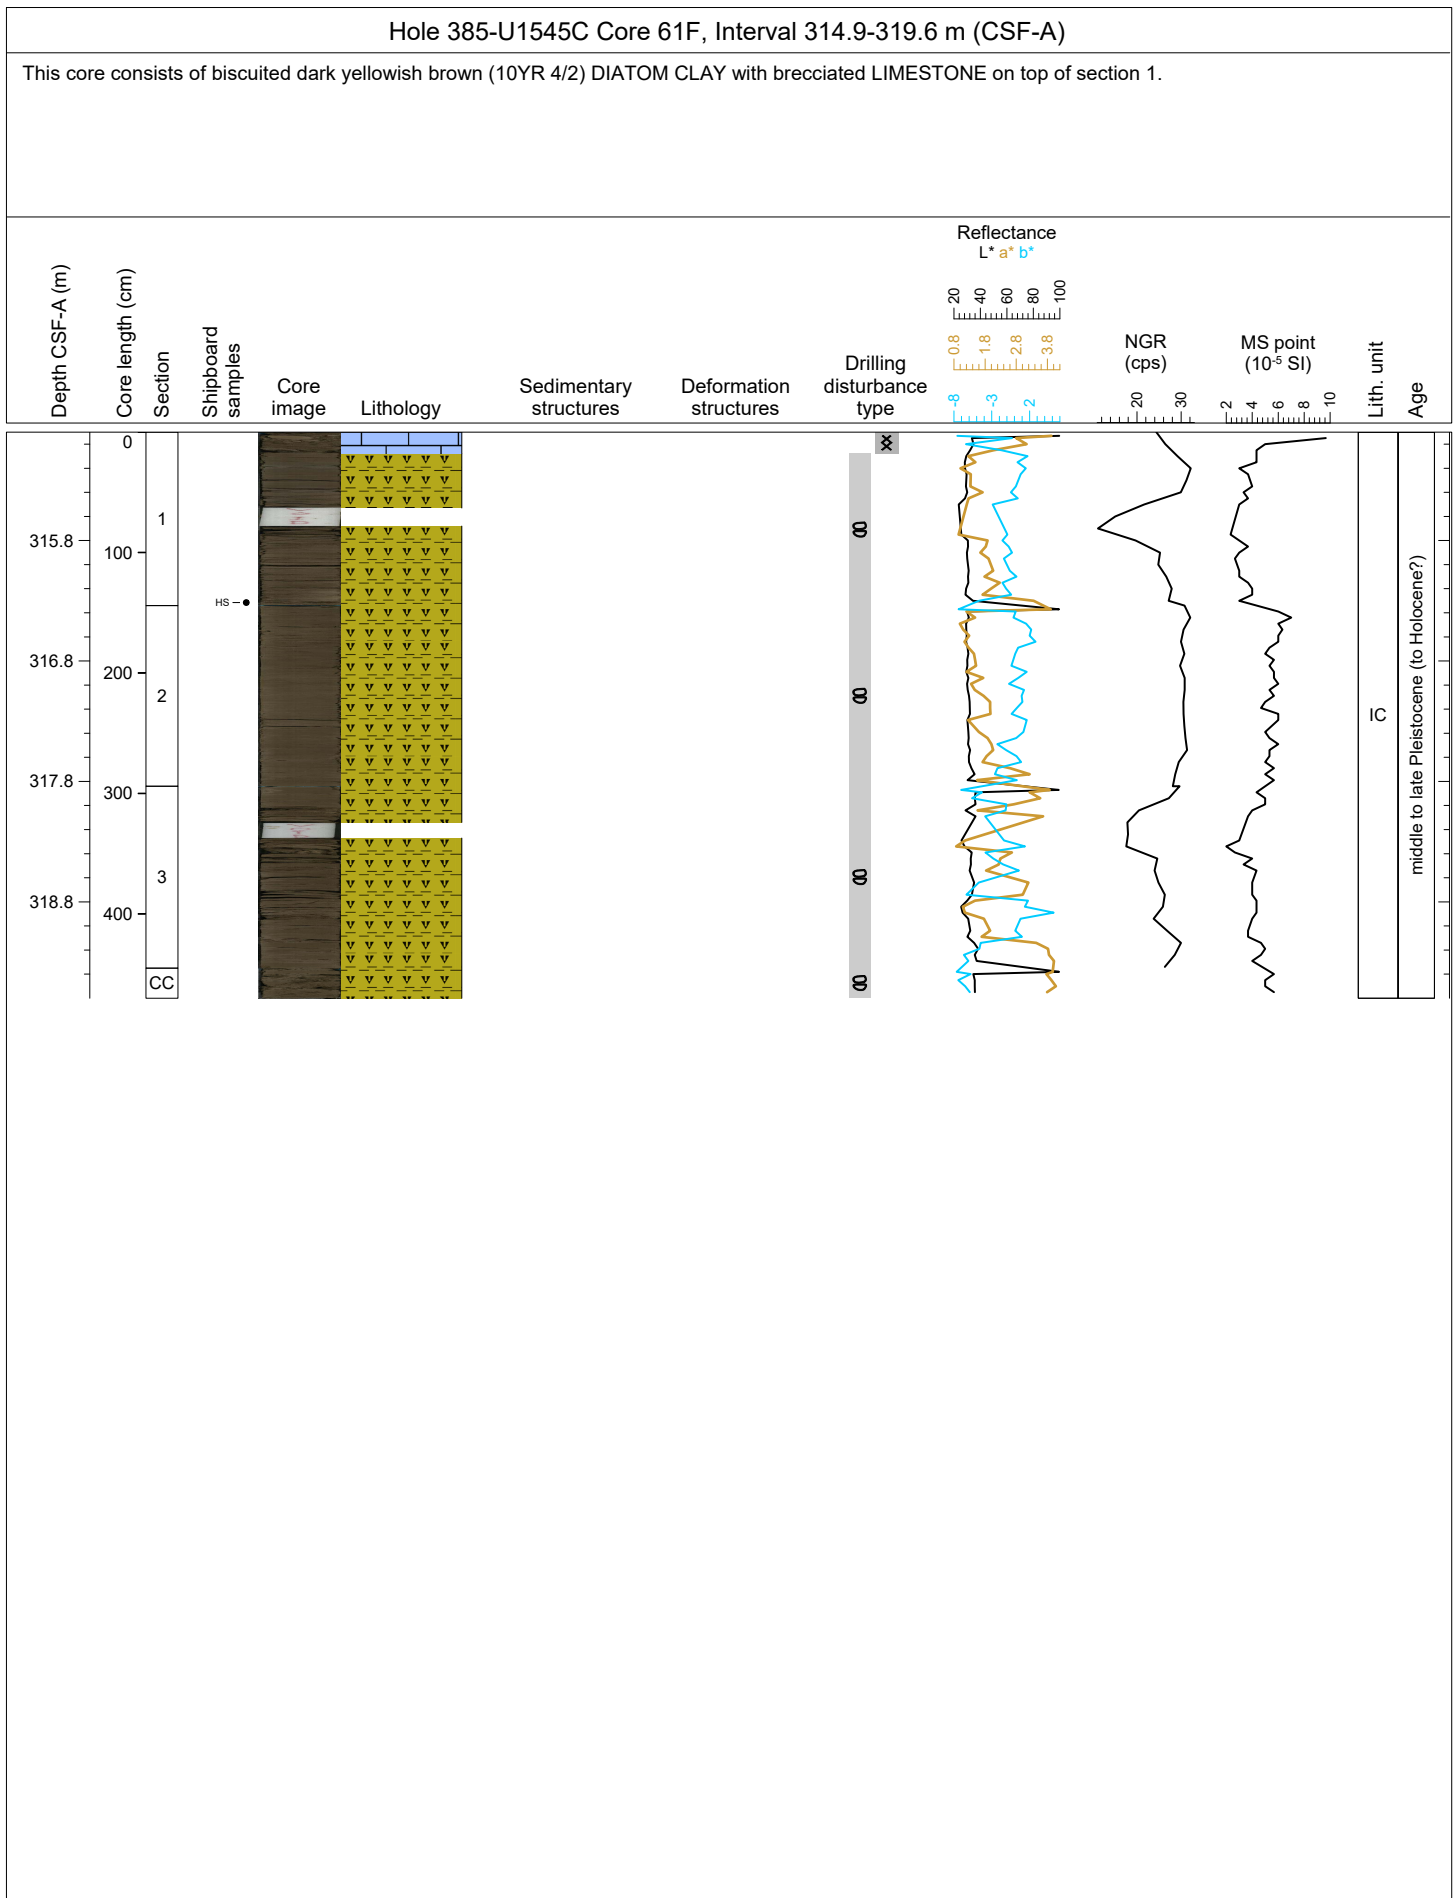 Hole 385-U1545C Core 61F, Interval 314.9-319.6 m (CSF-A)
This core consists of biscuited dark yellowish brown (10YR 4/2) DIATOM CLAY with brecciated LIMESTONE on top of section 1.
Depth CSF-A (m)
Core length (cm)
Section
Shipboard
samples
Core
image
Lithology
Sedimentary
structures
Deformation
structures
Drilling
disturbance
type
Reflectance
L* a* b*
20 40 60 80 100
0.8 1.8 2.8 3.8
-8 -3 2
NGR
(cps)
20 30
MS point
(10-5 SI)
2 4 6 8 10
Lith. unit
Age
0
1
315.8
100
HS
316.8
200
2
IC
middle to late Pleistocene (to Holocene?)
317.8
300
3
318.8
400
CC